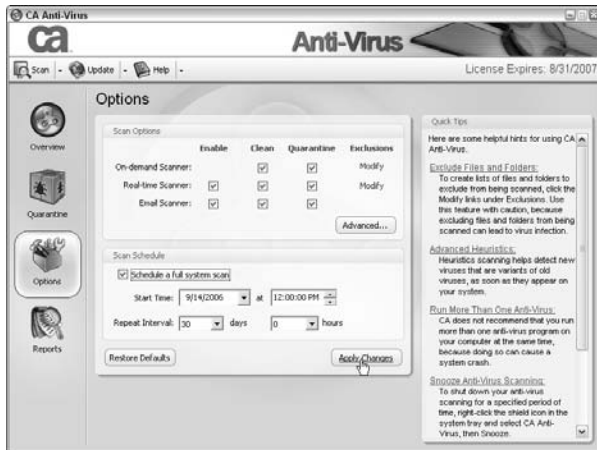 CA Anti-Virus
ca
Anti-Virus
Scan Update Help
License Expires: 8/31/2007
Overview
Quarantine
Options
Reports
Options
Scan Options
Enable Clean Quarantine Exclusions
On-demand Scanner: Modify
Real-time Scanner: Modify
Email Scanner:
Advanced...
Scan Schedule
Schedule a full system scan
Start Time: 9/14/2006 at 12:00:00 PM
Repeat Interval: 30 days 0 hours
Restore Defaults
Apply Changes
Quick Tips
Here are some helpful hints for using CA
Anti-Virus.
Exclude Files and Folders:
To create lists of files and folders to
exclude from being scanned, click the
Modify links under Exclusions. Use
this feature with caution, because
excluding files and folders from being
scanned can lead to virus infection.
Advanced Heuristics:
Heuristics scanning helps detect new
viruses that are variants of old
viruses, as soon as they appear on
your system.
Run More Than One Anti-Virus:
CA does not recommend that you run
more than one anti-virus program on
your computer at the same time,
because doing so can cause a
system crash.
Snooze Anti-Virus Scanning:
To shut down your anti-virus
scanning for a specified period of
time, right-click the shield icon in the
system tray and select CA Anti-
Virus, then Snooze.